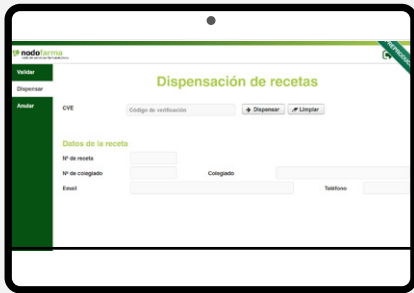 nodofarma
Validar
Dispensar
Anular
Dispensación de recetas
CVE Código de verificación Dispensar Limpiar
Datos de la receta
Nº de receta
Nº de colegiado Colegiado
Email Teléfono